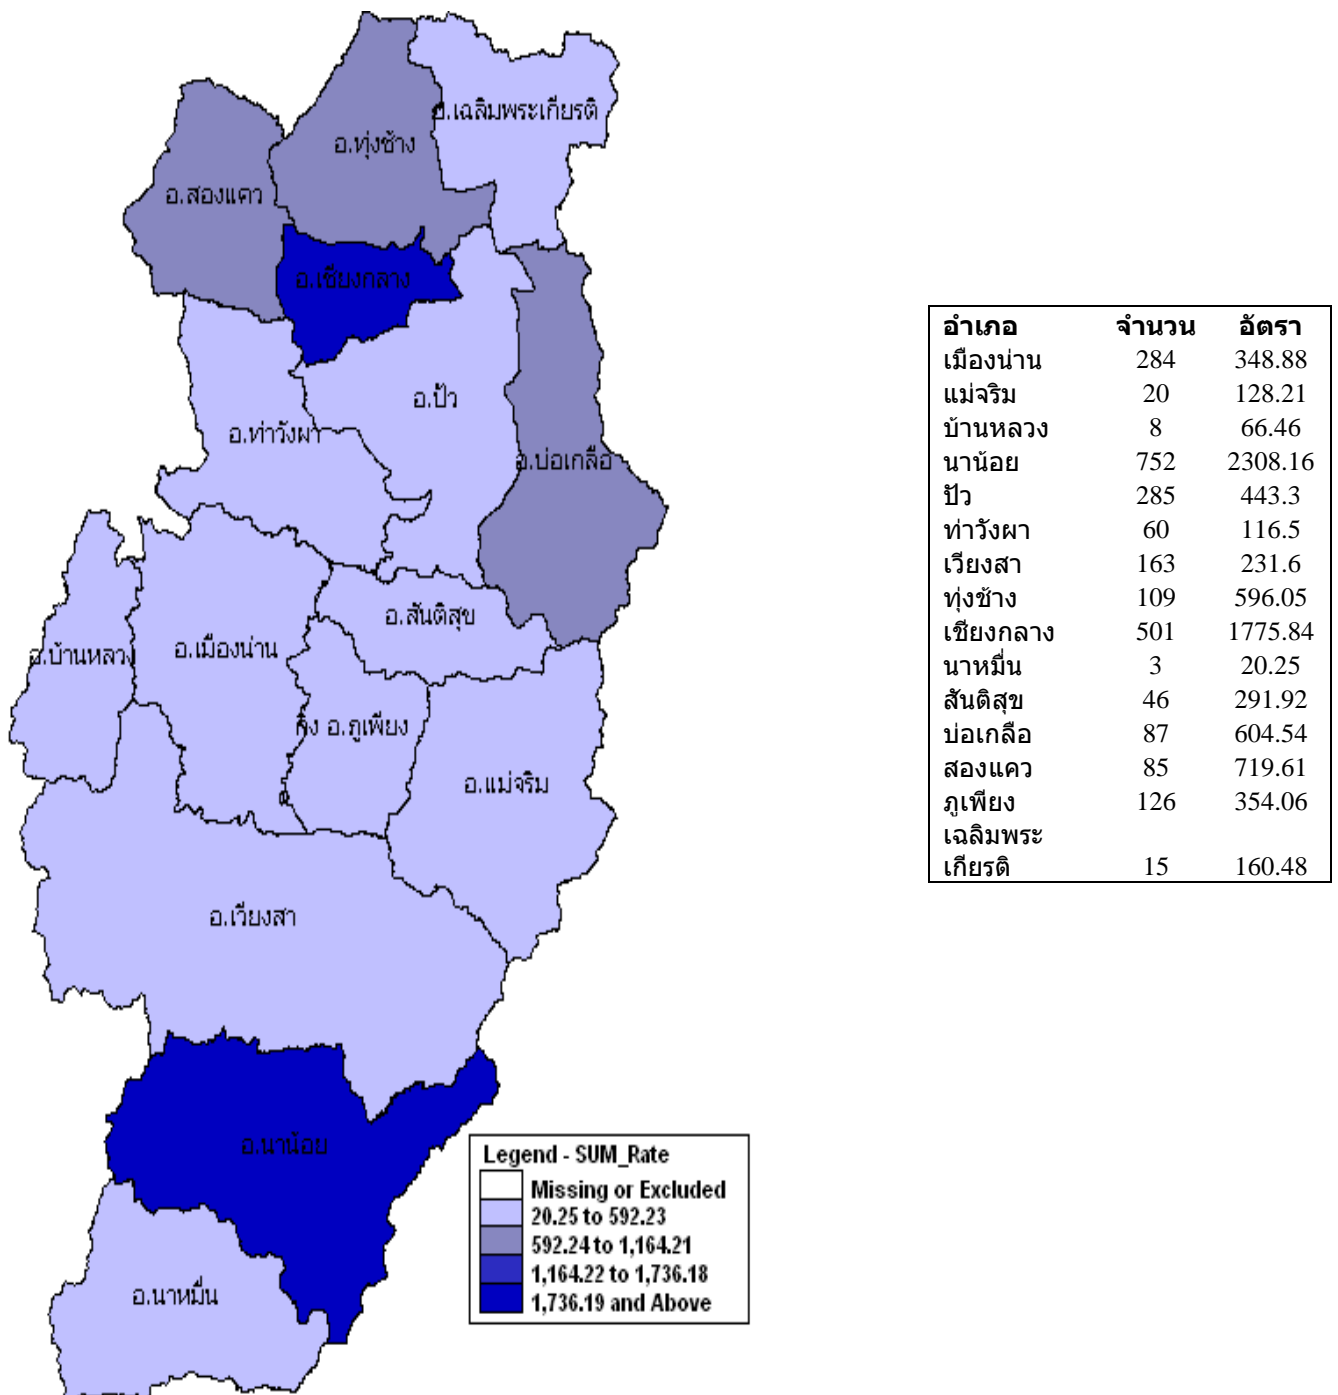 อ.เฉลิมพระเกียรติ
อ.ทุ่งช้าง
อ.สองแคว
อ.เชียงกลาง
อ.ปัว
อ.ท่าวังผา
อ.บ่อเกลือ
อ.สันติสุข
อ.บ้านหลวง
อ.เมืองน่าน
กิ่ง อ.ภูเพียง
อ.แม่จริม
อ.เวียงสา
อ.นาน้อย
อ.นาหมื่น
อำเภอ จำนวน อัตรา
เมืองน่าน 284 348.88
แม่จริม 20 128.21
บ้านหลวง 8 66.46
นาน้อย 752 2308.16
ปัว 285 443.3
ท่าวังผา 60 116.5
เวียงสา 163 231.6
ทุ่งช้าง 109 596.05
เชียงกลาง 501 1775.84
นาหมื่น 3 20.25
สันติสุข 46 291.92
บ่อเกลือ 87 604.54
สองแคว 85 719.61
ภูเพียง 126 354.06
เฉลิมพระ
เกียรติ 15 160.48
Legend - SUM_Rate
Missing or Excluded
20.25 to 592.23
592.24 to 1,164.21
1,164.22 to 1,736.18
1,736.19 and Above